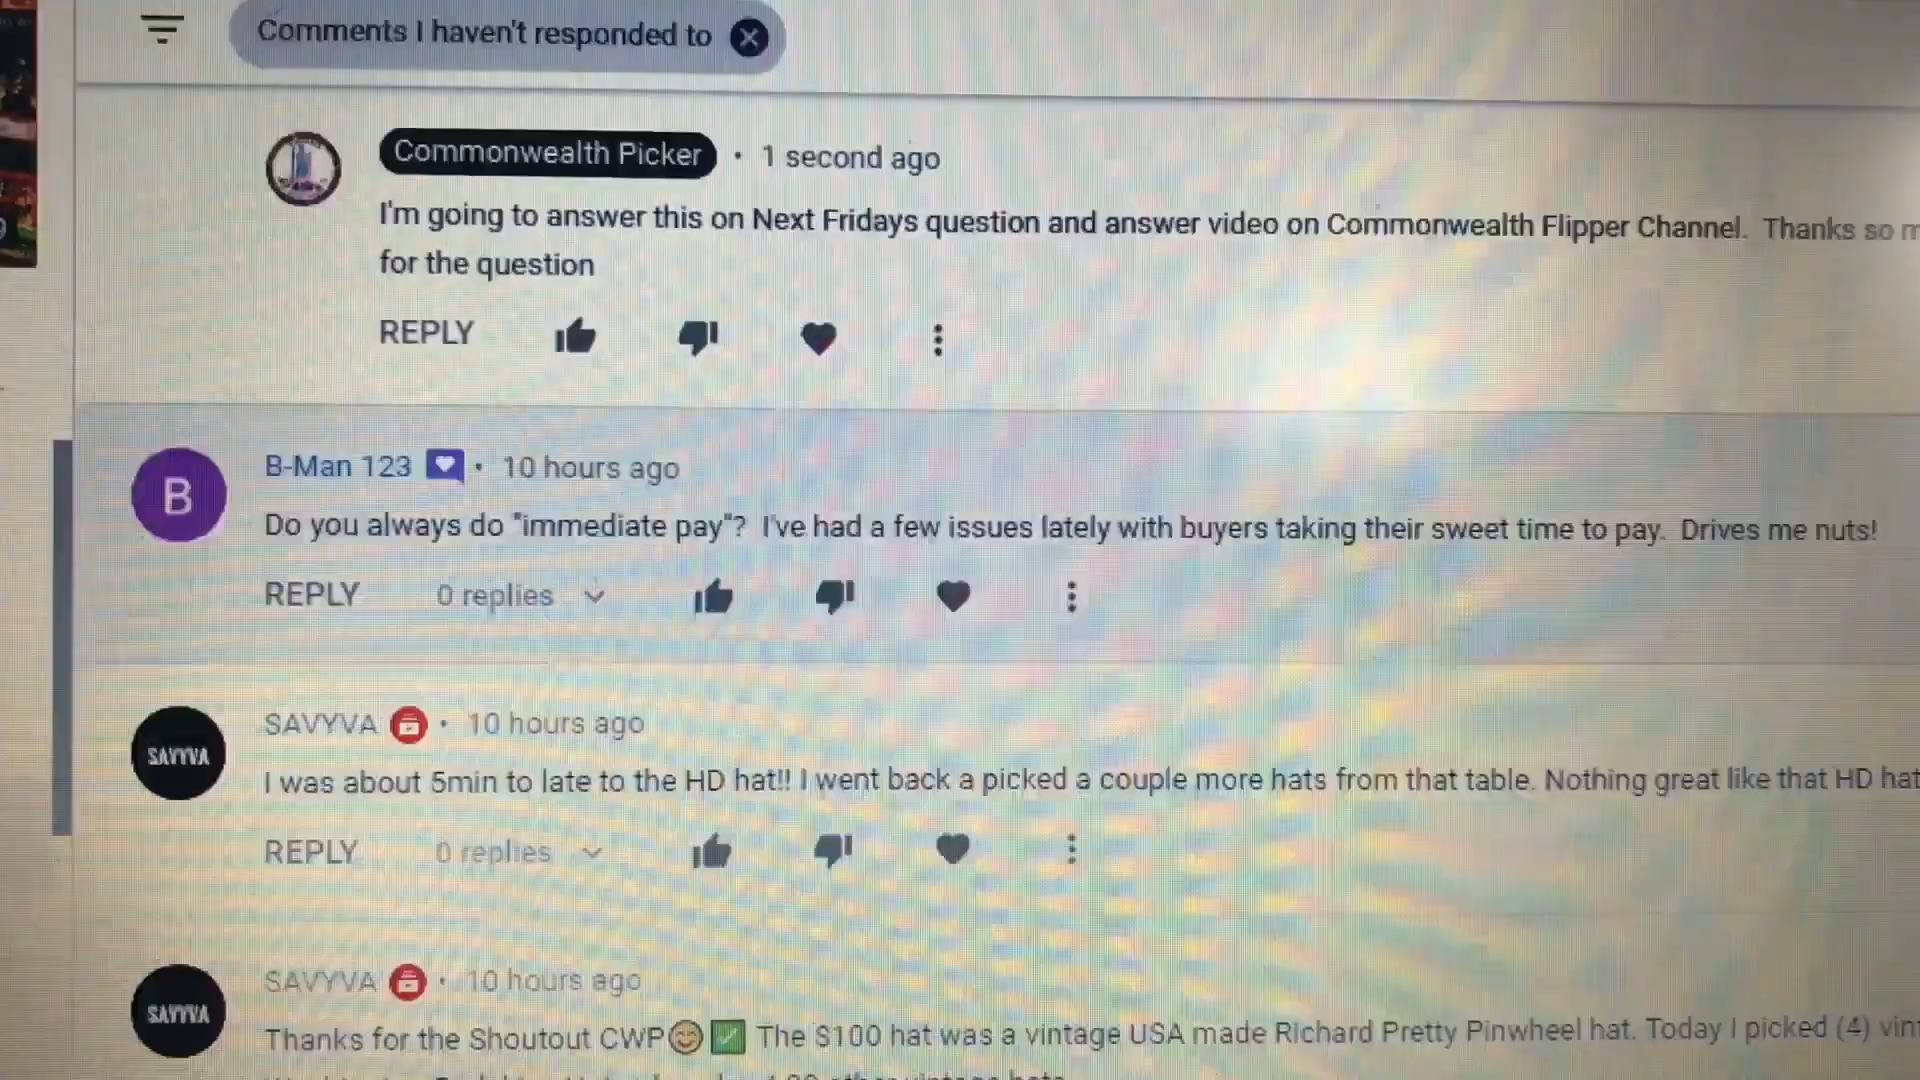 Comments I haven't responded to
Commonwealth Picker • 1 second ago
I'm going to answer this on Next Fridays question and answer video on Commonwealth Flipper Channel. Thanks so
for the question
REPLY
B
B-Man 123 • 10 hours ago
Do you always do "immediate pay"? I've had a few issues lately with buyers taking their sweet time to pay. Drives me nuts!
REPLY 0 replies
SAVYVA
SAVYVA • 10 hours ago
I was about 5min to late to the HD hat!! I went back a picked a couple more hats from that table. Nothing great like that HD hat
REPLY 0 replies
SAVYVA
SAVYVA • 10 hours ago
Thanks for the Shoutout CWP😊✅ The $100 hat was a vintage USA made Richard Pretty Pinwheel hat. Today I picked (4)